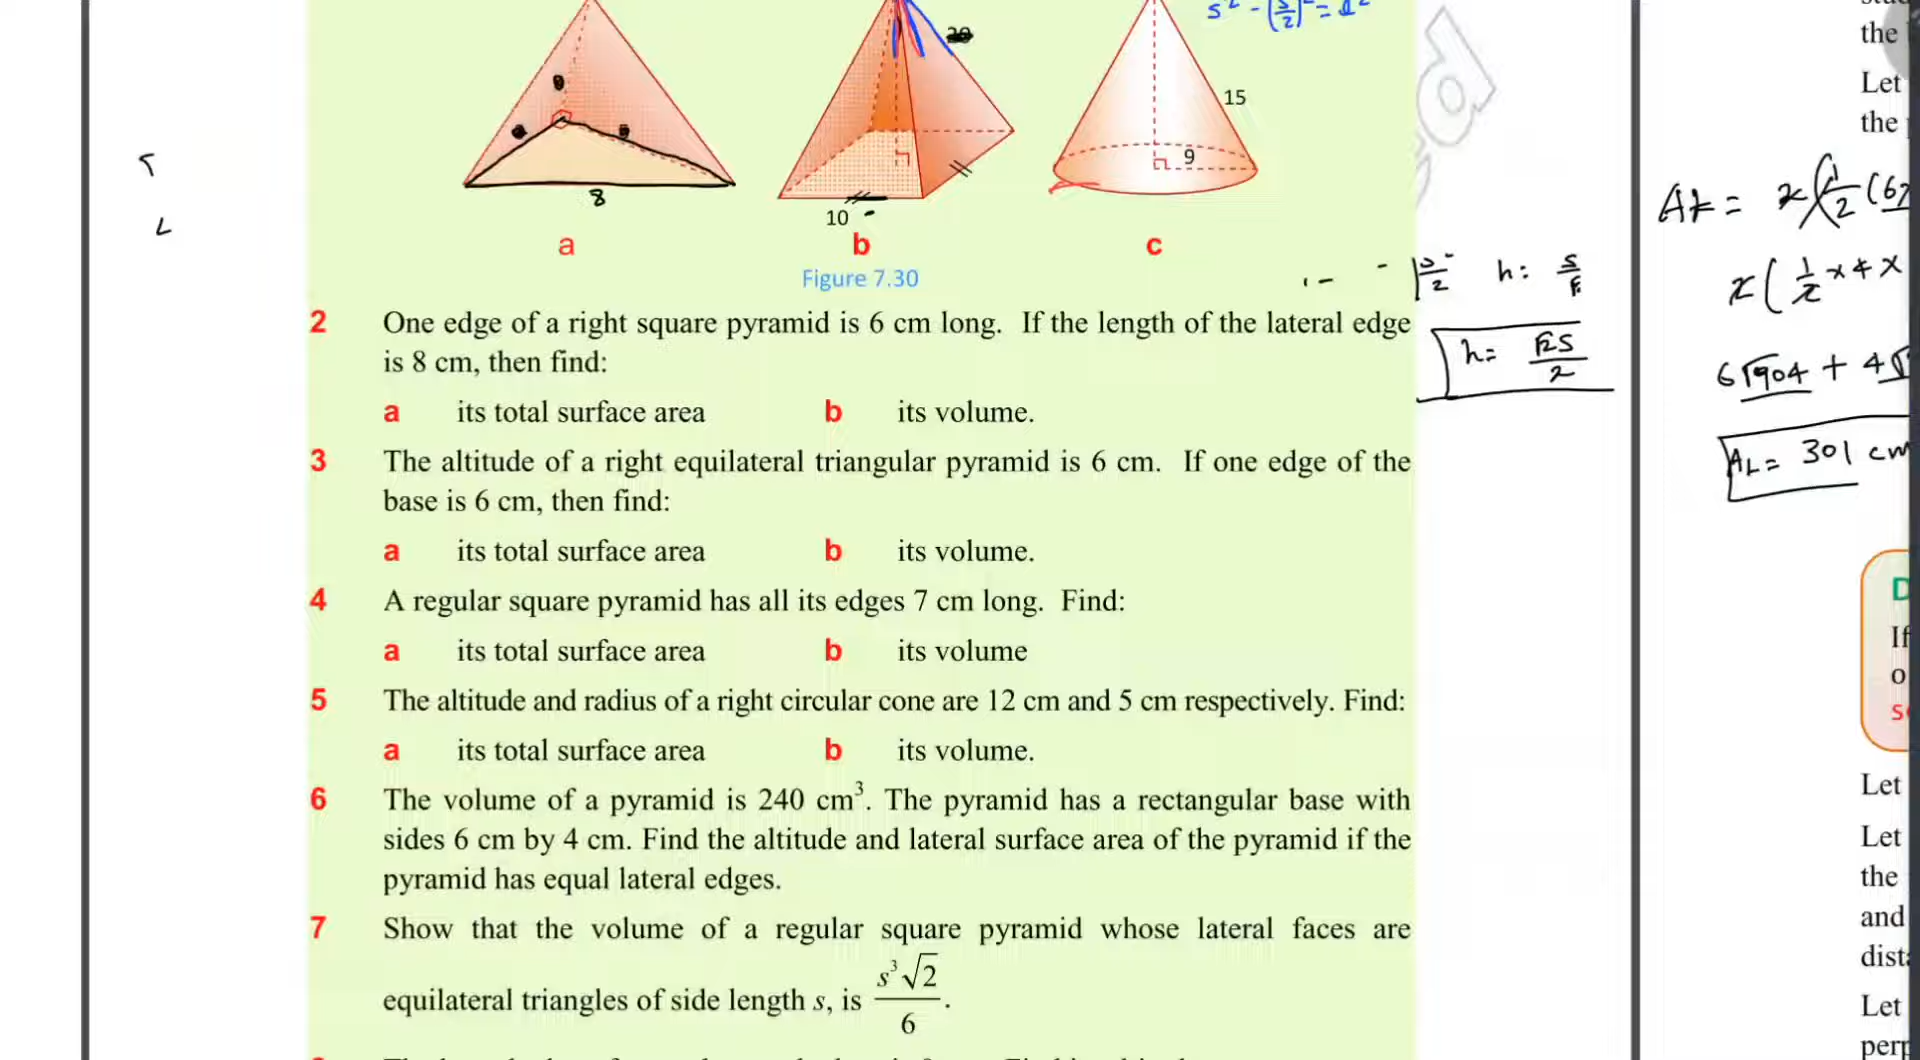 the
Let
the
15
9
8
10
a b c
Figure 7.30
h =
h = √2s/2
2 One edge of a right square pyramid is 6 cm long. If the length of the lateral edge
is 8 cm, then find:
a its total surface area b its volume.
3 The altitude of a right equilateral triangular pyramid is 6 cm. If one edge of the
base is 6 cm, then find:
a its total surface area b its volume.
4 A regular square pyramid has all its edges 7 cm long. Find:
a its total surface area b its volume
5 The altitude and radius of a right circular cone are 12 cm and 5 cm respectively. Find:
a its total surface area b its volume.
6 The volume of a pyramid is 240 cm³. The pyramid has a rectangular base with
sides 6 cm by 4 cm. Find the altitude and lateral surface area of the pyramid if the
pyramid has equal lateral edges.
7 Show that the volume of a regular square pyramid whose lateral faces are
equilateral triangles of side length s, is s³√2/6.
6√904 + 4√
AL = 301 cm
If
Let
Let
the
and
Let